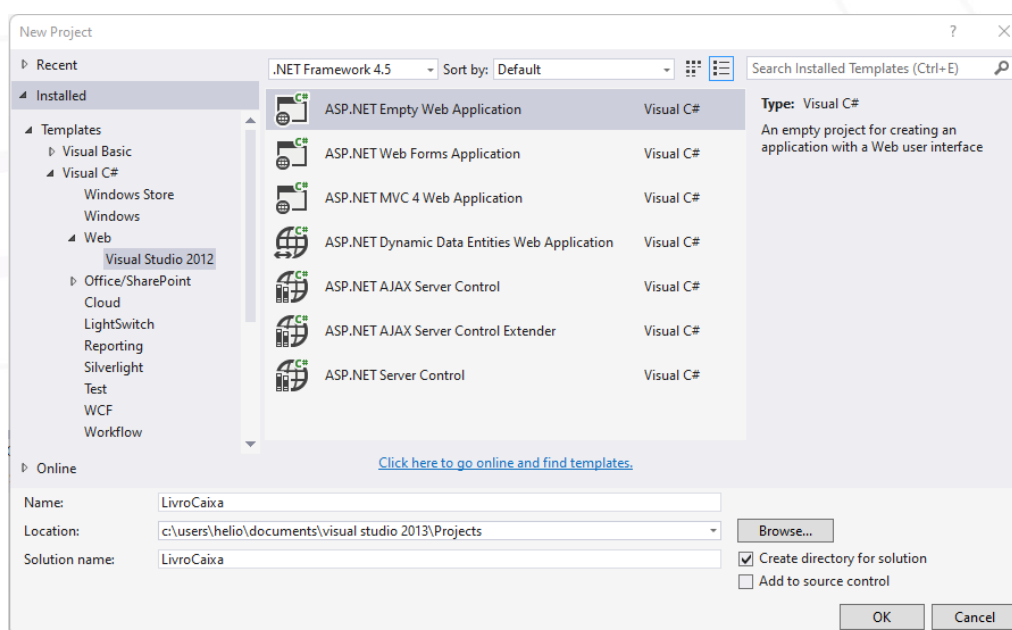 New Project
?
Recent
.NET Framework 4.5
Sort by: Default
Search Installed Templates (Ctrl+E)
Installed
Templates
Visual Basic
Visual C#
Windows Store
Windows
Web
Visual Studio 2012
Office/SharePoint
Cloud
LightSwitch
Reporting
Silverlight
Test
WCF
Workflow
Online
ASP.NET Empty Web Application Visual C#
ASP.NET Web Forms Application Visual C#
ASP.NET MVC 4 Web Application Visual C#
ASP.NET Dynamic Data Entities Web Application Visual C#
ASP.NET AJAX Server Control Visual C#
ASP.NET AJAX Server Control Extender Visual C#
ASP.NET Server Control Visual C#
Click here to go online and find templates.
Type: Visual C#
An empty project for creating an
application with a Web user interface
Name: LivroCaixa
Location: c:\users\helio\documents\visual studio 2013\Projects
Browse...
Solution name: LivroCaixa
Create directory for solution
Add to source control
OK
Cancel